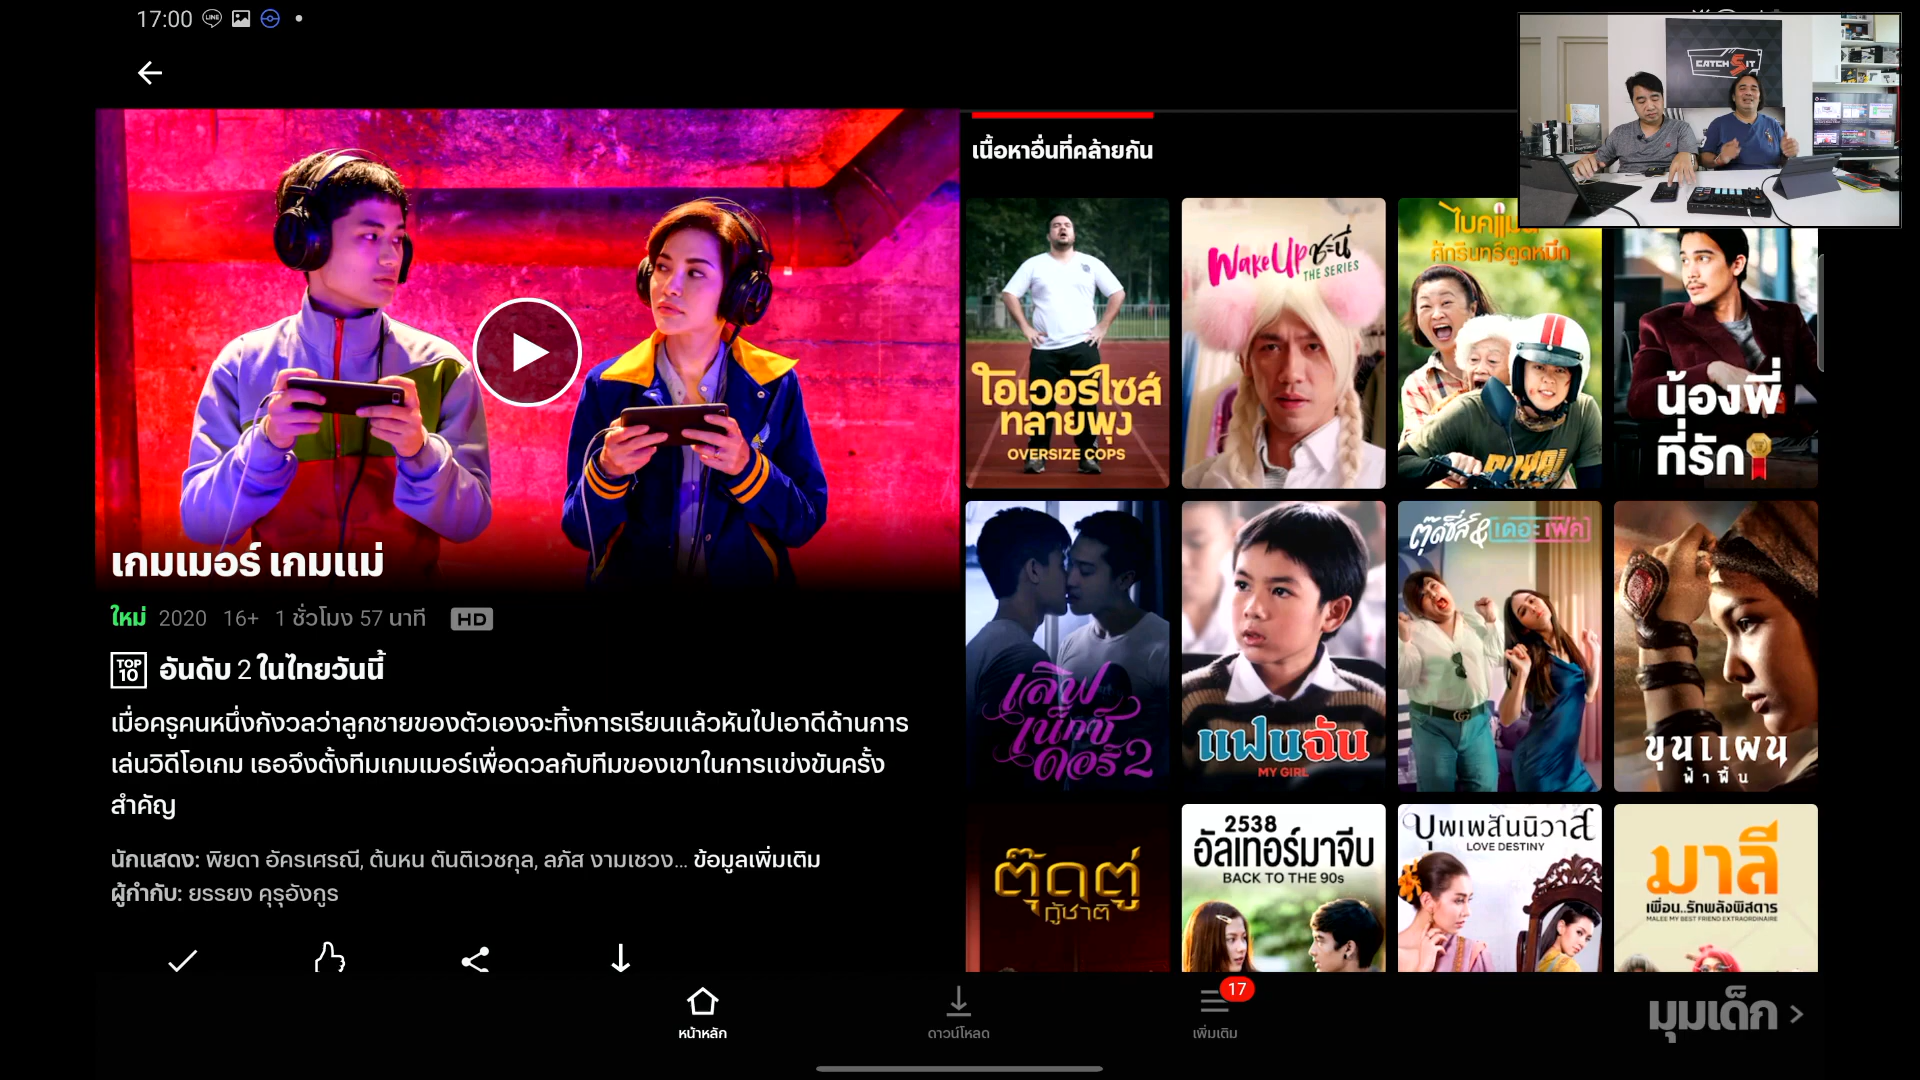 17:00
LINE
CATCH 5 IT
เนื้อหาอื่นที่คล้ายกัน
โอเวอร์ไซส์
ทลายพุง
OVERSIZE COPS
WakeUp ชะนี
THE SERIES
ไบค์แมน
ศักรินทร์ตูดหมึก
น้องพี่
ที่รัก
เกมเมอร์ เกมแม่
ใหม่ 2020 16+ 1 ชั่วโมง 57 นาที HD
TOP 10 อันดับ 2 ในไทยวันนี้
เมื่อครูคนหนึ่งกังวลว่าลูกชายของตัวเองจะทิ้งการเรียนแล้วหันไปเอาดีด้านการ
เล่นวิดีโอเกม เธอจึงตั้งทีมเกมเมอร์เพื่อดวลกับทีมของเขาในการแข่งขันครั้ง
สำคัญ
นักแสดง: พิยดา อัครเศรณี, ต้นหน ตันติเวชกุล, ลภัส งามเชวง... ข้อมูลเพิ่มเติม
ผู้กำกับ: ยรรยง คุรุอังกูร
เลิฟ
เน็กซ์
ดอร์ 2
แฟนฉัน
MY GIRL
ตุ๊ดซี่ส์ & เดอะ เฟค
ขุนแผน
ฟ้าฟื้น
ตุ๊ดตู่
กู้ชาติ
2538
อัลเทอร์มาจีบ
BACK TO THE 90s
บุพเพสันนิวาส
LOVE DESTINY
มาลี
เพื่อน..รักพลังพิสดาร
MALEE MY BEST FRIEND EXTRAORDINAIRE
หน้าหลัก
ดาวน์โหลด
17
เพิ่มเติม
มุมเด็ก >